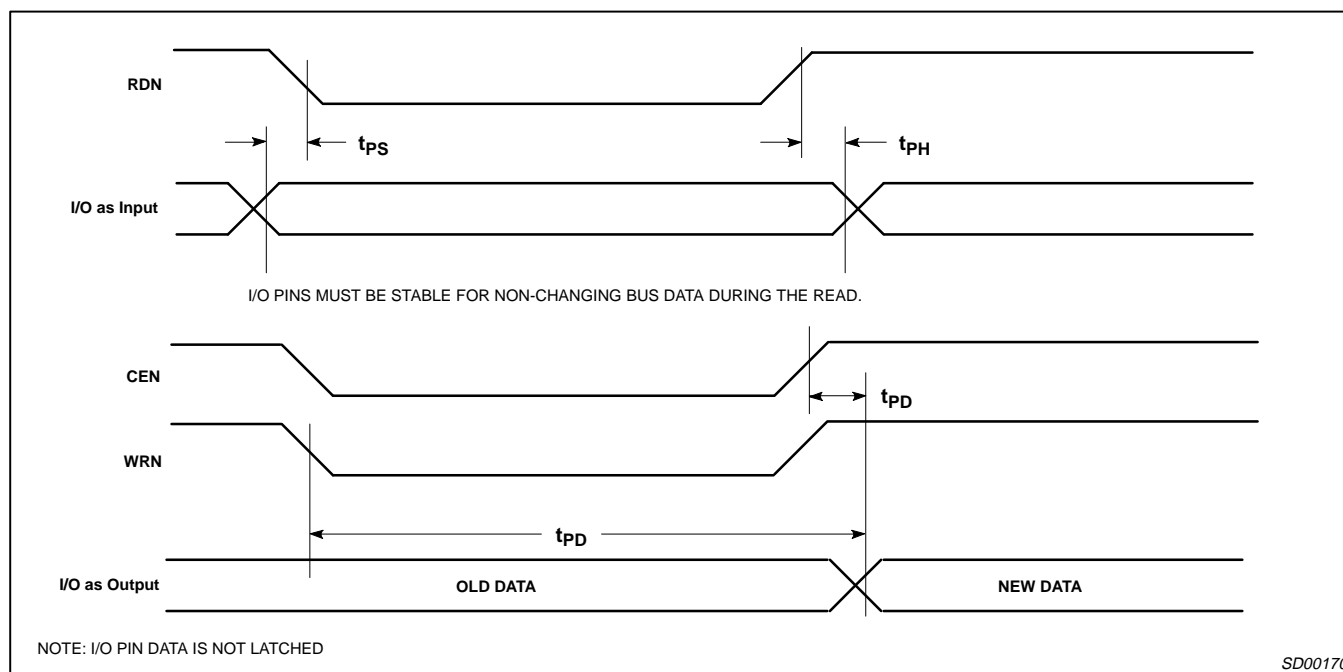 RDN
tPS
tPH
I/O as Input
I/O PINS MUST BE STABLE FOR NON-CHANGING BUS DATA DURING THE READ.
CEN
tPD
WRN
tPD
I/O as Output
OLD DATA
NEW DATA
NOTE: I/O PIN DATA IS NOT LATCHED